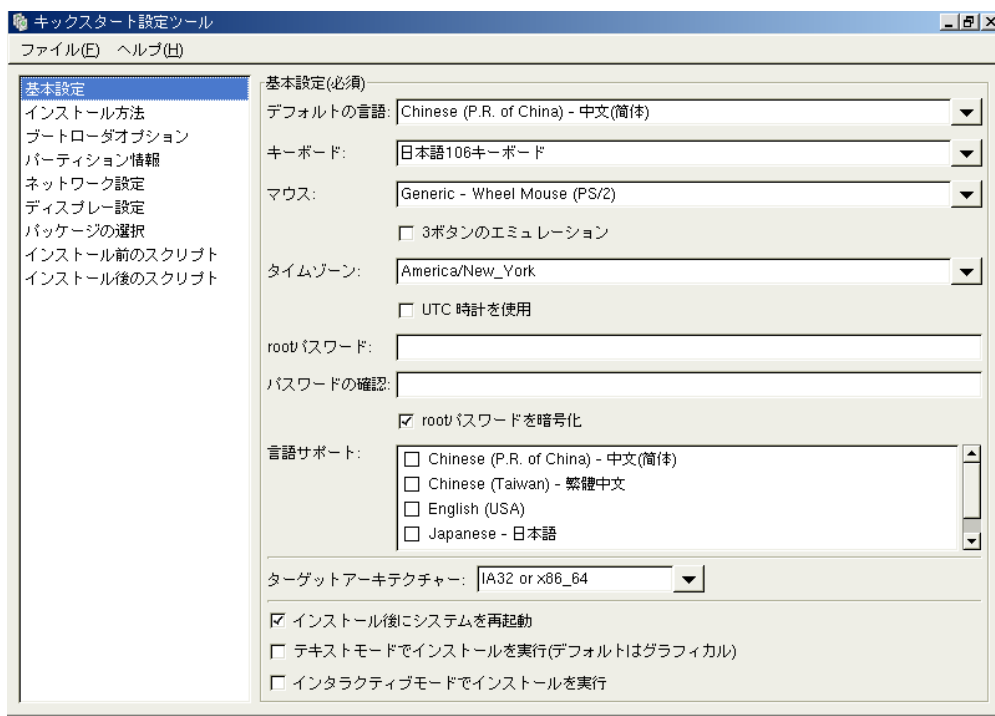 キックスタート設定ツール
ファイル(F) ヘルプ(H)
基本設定
インストール方法
ブートローダオプション
パーティション情報
ネットワーク設定
ディスプレー設定
パッケージの選択
インストール前のスクリプト
インストール後のスクリプト
基本設定(必須)
デフォルトの言語: Chinese (P.R. of China) - 中文(简体)
キーボード: 日本語106キーボード
マウス: Generic - Wheel Mouse (PS/2)
3ボタンのエミュレーション
タイムゾーン: America/New_York
UTC 時計を使用
rootパスワード:
パスワードの確認:
rootパスワードを暗号化
言語サポート:
Chinese (P.R. of China) - 中文(简体)
Chinese (Taiwan) - 繁體中文
English (USA)
Japanese - 日本語
ターゲットアーキテクチャー: IA32 or x86_64
インストール後にシステムを再起動
テキストモードでインストールを実行(デフォルトはグラフィカル)
インタラクティブモードでインストールを実行